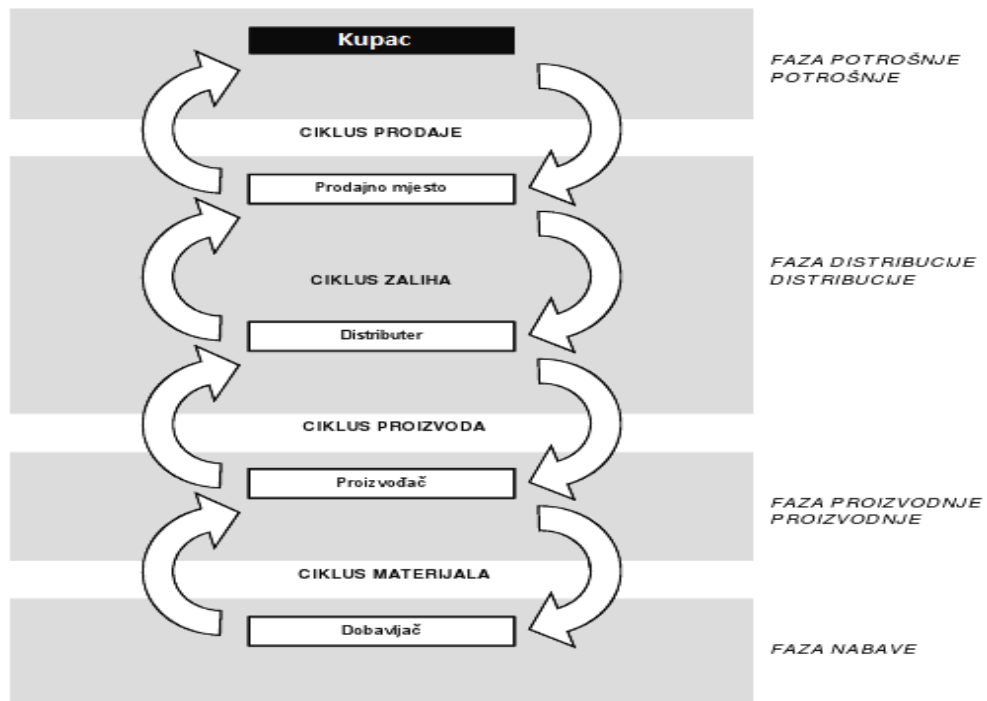 Kupac
FAZA POTROŠNJE
POTROŠNJE
CIKLUS PRODAJE
Prodajno mjesto
FAZA DISTRIBUCIJE
DISTRIBUCIJE
CIKLUS ZALIHA
Distributer
CIKLUS PROIZVODA
Proizvođač
FAZA PROIZVODNJE
PROIZVODNJE
CIKLUS MATERIJALA
Dobavljač
FAZA NABAVE